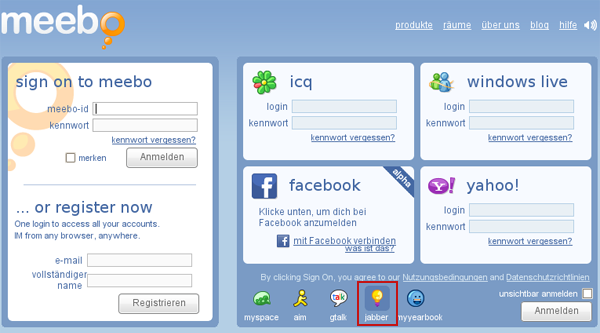 meebo
produkte räume über uns blog hilfe
sign on to meebo
meebo-id
kennwort
kennwort vergessen?
merken
Anmelden
... or register now
One login to access all your accounts.
IM from any browser, anywhere.
e-mail
vollständiger
name
Registrieren
icq
login
kennwort
kennwort vergessen?
windows live
login
kennwort
kennwort vergessen?
facebook
alpha
Klicke unten, um dich bei
Facebook anzumelden
mit Facebook verbinden
was ist das?
yahoo!
login
kennwort
kennwort vergessen?
By clicking Sign On, you agree to our Nutzungsbedingungen and Datenschutzrichtlinien
talk
myspace aim gtalk jabber myyearbook
unsichtbar anmelden
Anmelden